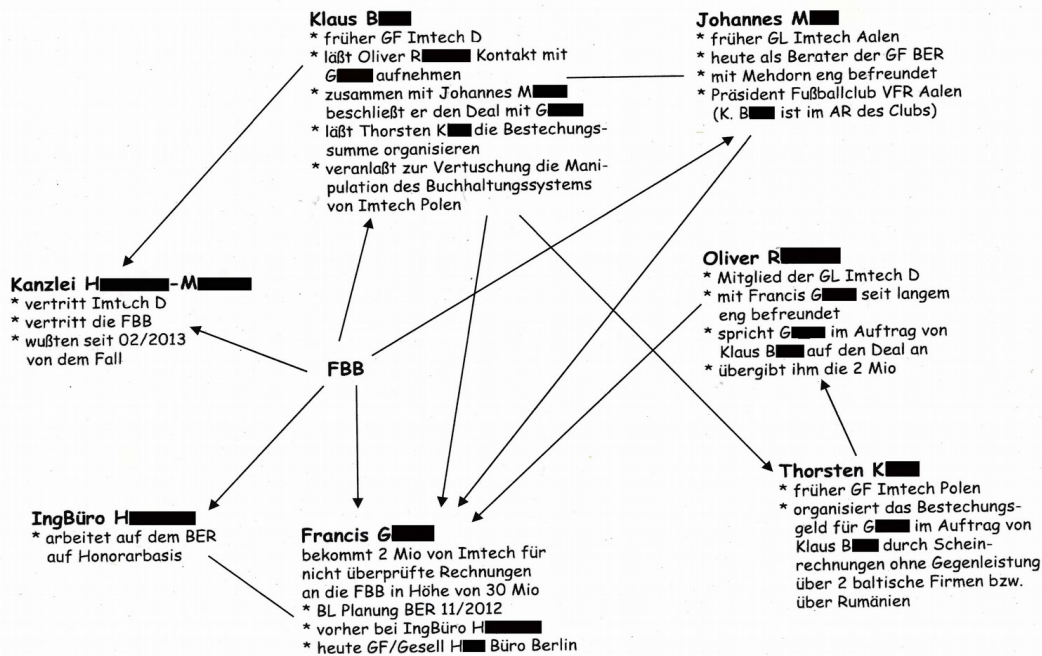 Klaus B
* früher GF Imtech D
* läßt Oliver R Kontakt mit
G aufnehmen
* zusammen mit Johannes M
beschließt er den Deal mit G
* läßt Thorsten K die Bestechungs-
summe organisieren
* veranlaßt zur Vertuschung die Mani-
pulation des Buchhaltungssystems
von Imtech Polen
Johannes M
* früher GL Imtech Aalen
* heute als Berater der GF BER
* mit Mehdorn eng befreundet
* Präsident Fußballclub VFR Aalen
(K. B ist im AR des Clubs)
Kanzlei H-M
* vertritt Imtech D
* vertritt die FBB
* wußten seit 02/2013
von dem Fall
FBB
Oliver R
* Mitglied der GL Imtech D
* mit Francis G seit langem
eng befreundet
* spricht G im Auftrag von
Klaus B auf den Deal an
* übergibt ihm die 2 Mio
IngBüro H
* arbeitet auf dem BER
auf Honorarbasis
Francis G
bekommt 2 Mio von Imtech für
nicht überprüfte Rechnungen
an die FBB in Höhe von 30 Mio
* BL Planung BER 11/2012
* vorher bei IngBüro H
* heute GF/Gesell H Büro Berlin
Thorsten K
* früher GF Imtech Polen
* organisiert das Bestechungs-
geld für G im Auftrag von
Klaus B durch Schein-
rechnungen ohne Gegenleistung
über 2 baltische Firmen bzw.
über Rumänien